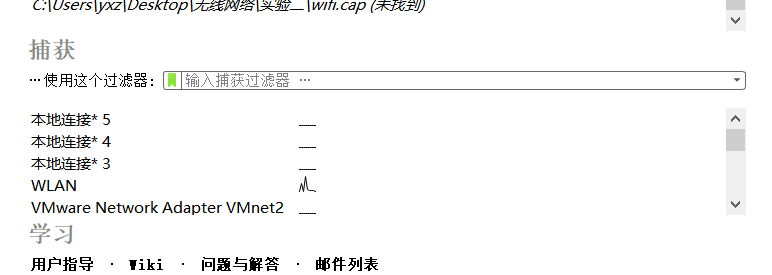 C:\Users\yxz\Desktop\无线网络\实验二\wifi.cap (未找到)
捕获
…使用这个过滤器: 输入捕获过滤器 …
本地连接* 5
本地连接* 4
本地连接* 3
WLAN
VMware Network Adapter VMnet2
学习
用户指导 · Wiki · 问题与解答 · 邮件列表